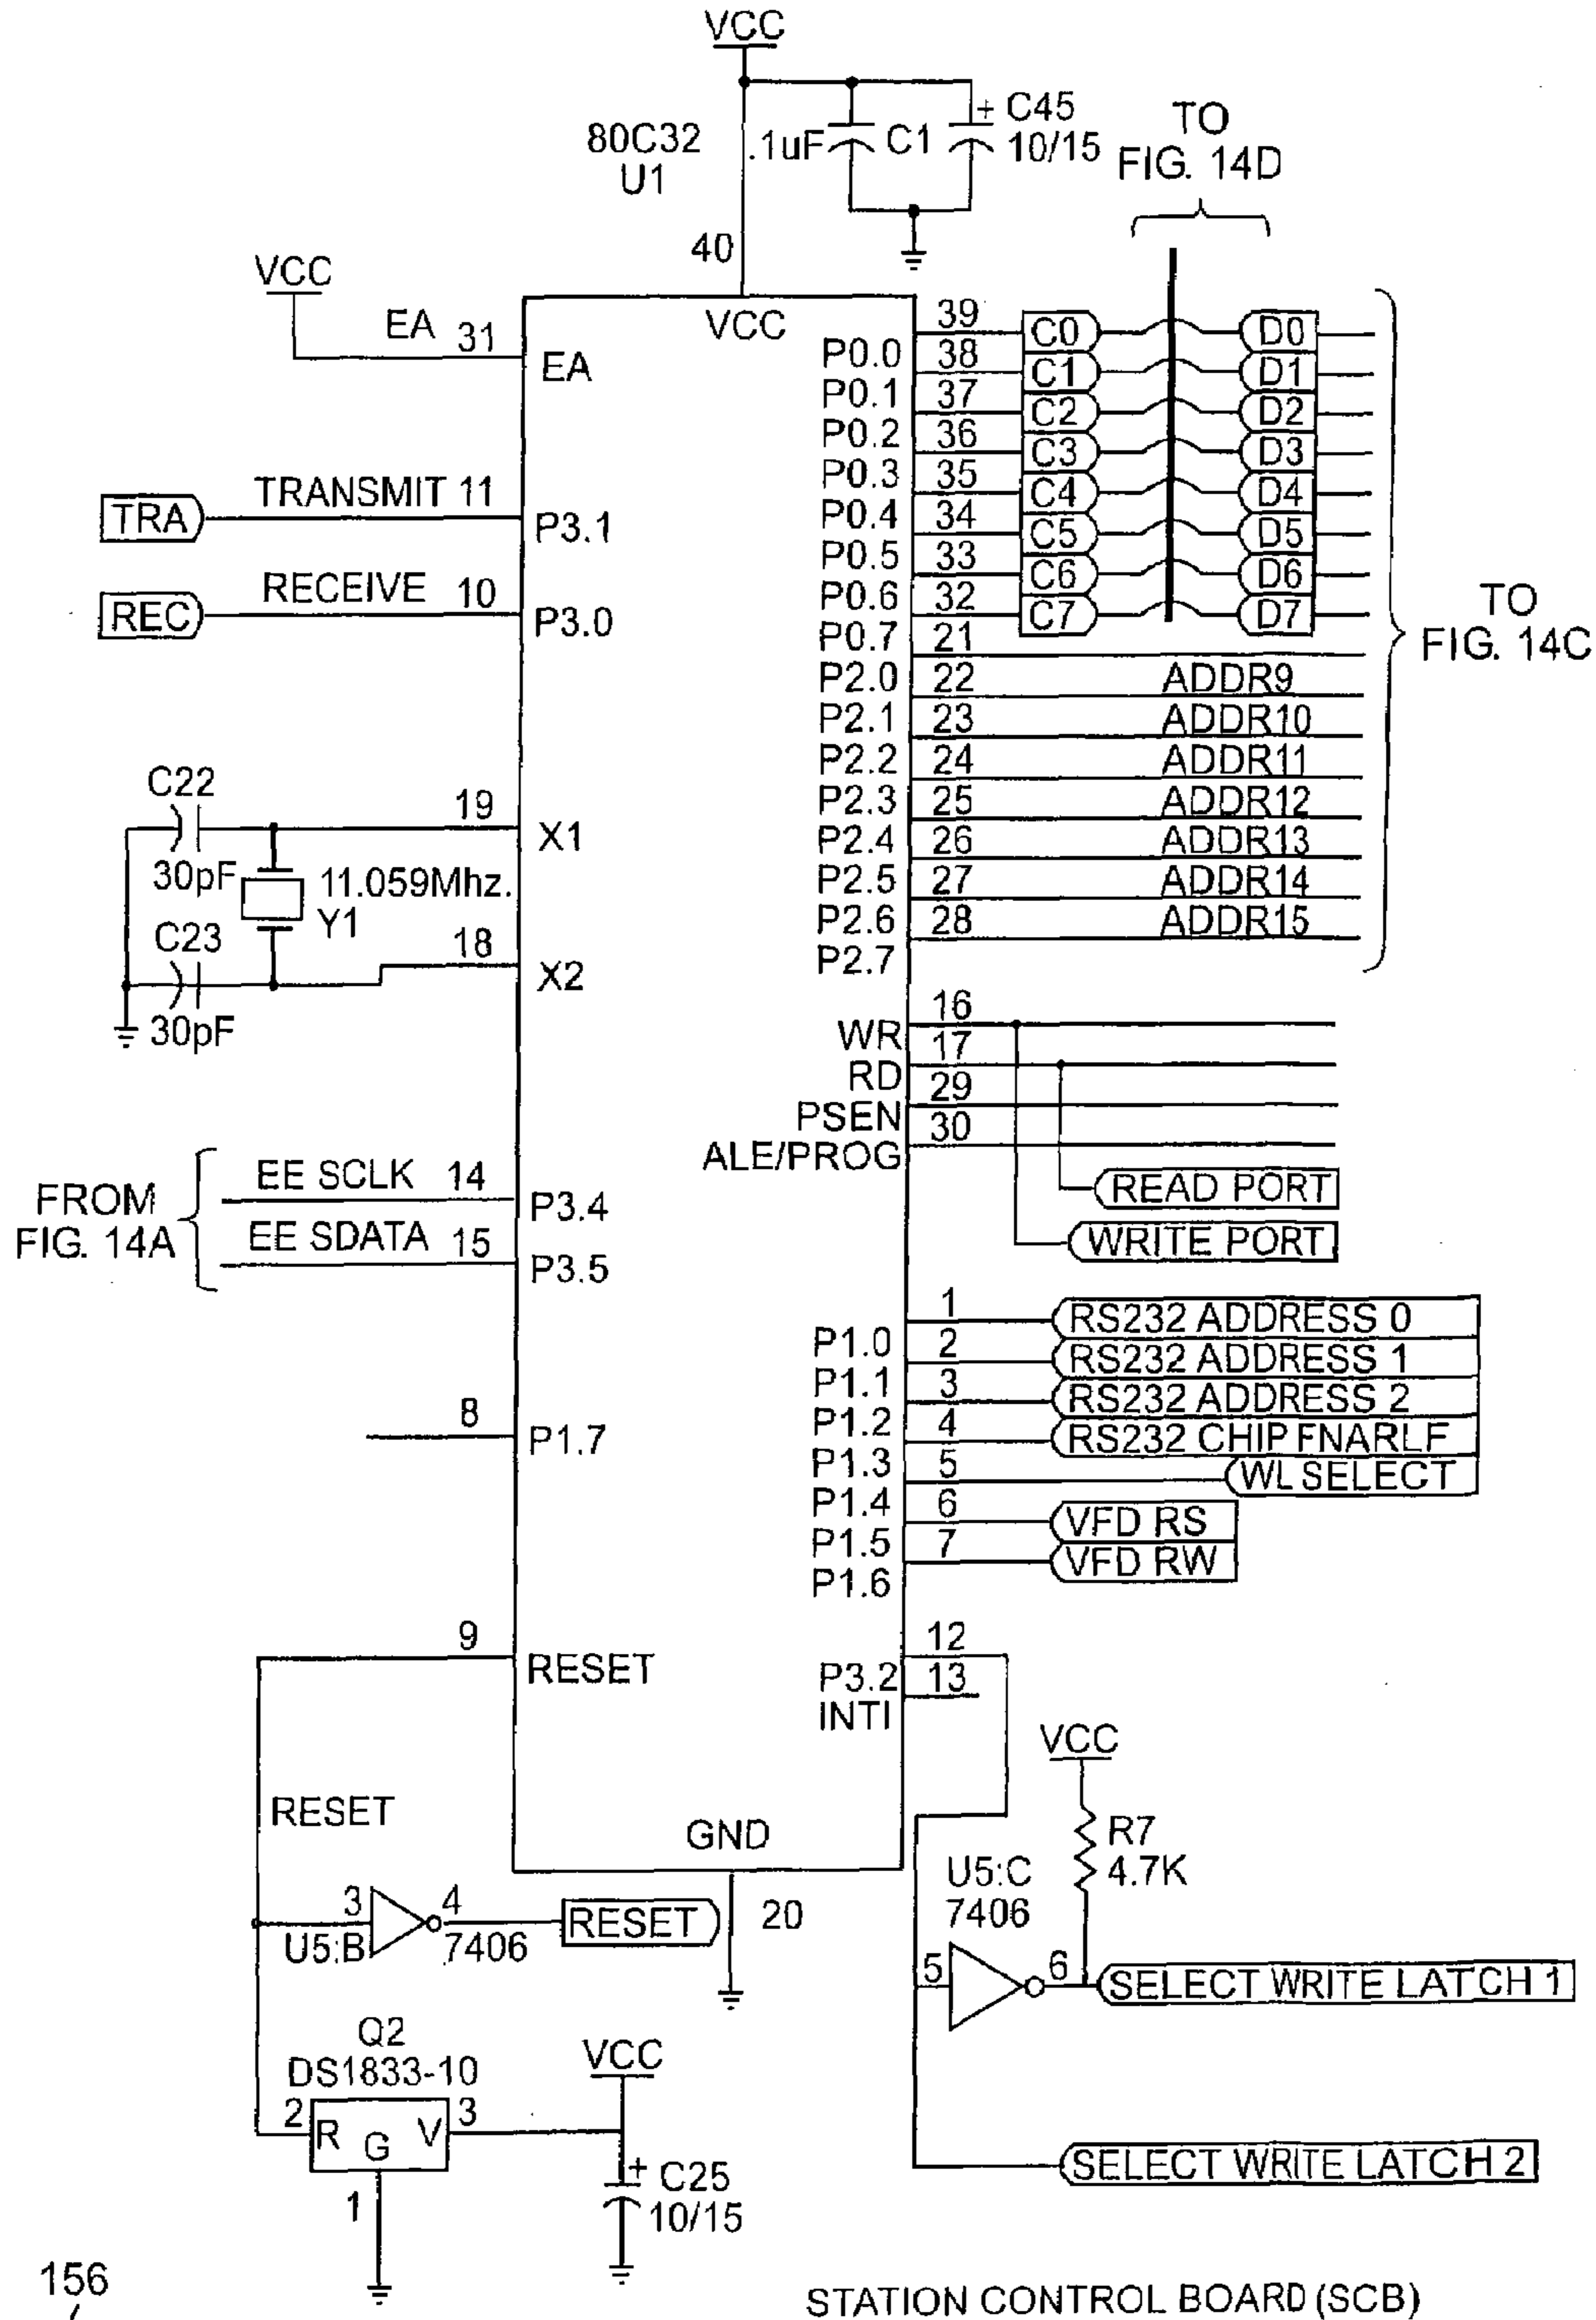 VCC
80C32
U1
.1uF C1
+ C45
10/15
TO
FIG. 14D
40
VCC
EA 31
EA
VCC
TRA TRANSMIT 11
P3.1
REC RECEIVE 10
P3.0
C22
30pF
19
X1
11.059Mhz.
Y1
C23
30pF
18
X2
FROM
FIG. 14A
EE SCLK 14
P3.4
EE SDATA 15
P3.5
8
P1.7
9
RESET
RESET
39 C0 D0
P0.0
38 C1 D1
P0.1
37 C2 D2
P0.2
36 C3 D3
P0.3
35 C4 D4
P0.4
34 C5 D5
P0.5
33 C6 D6
P0.6
32 C7 D7
P0.7
21
P2.0
22 ADDR9
P2.1
23 ADDR10
P2.2
24 ADDR11
P2.3
25 ADDR12
P2.4
26 ADDR13
P2.5
27 ADDR14
P2.6
28 ADDR15
P2.7
TO
FIG. 14C
16
WR
17
RD
29
PSEN
30
ALE/PROG
READ PORT
WRITE PORT
1 RS232 ADDRESS 0
P1.0
2 RS232 ADDRESS 1
P1.1
3 RS232 ADDRESS 2
P1.2
4 RS232 CHIP FNARLF
P1.3
5 WL SELECT
P1.4
6 VFD RS
P1.5
7 VFD RW
P1.6
12
P3.2
13
INTI
GND
20
3 4
U5:B 7406
RESET
Q2
DS1833-10
2 R G V 3
1
VCC
+ C25
10/15
VCC
R7
4.7K
U5:C
7406
5 6 SELECT WRITE LATCH 1
SELECT WRITE LATCH 2
156
STATION CONTROL BOARD (SCB)